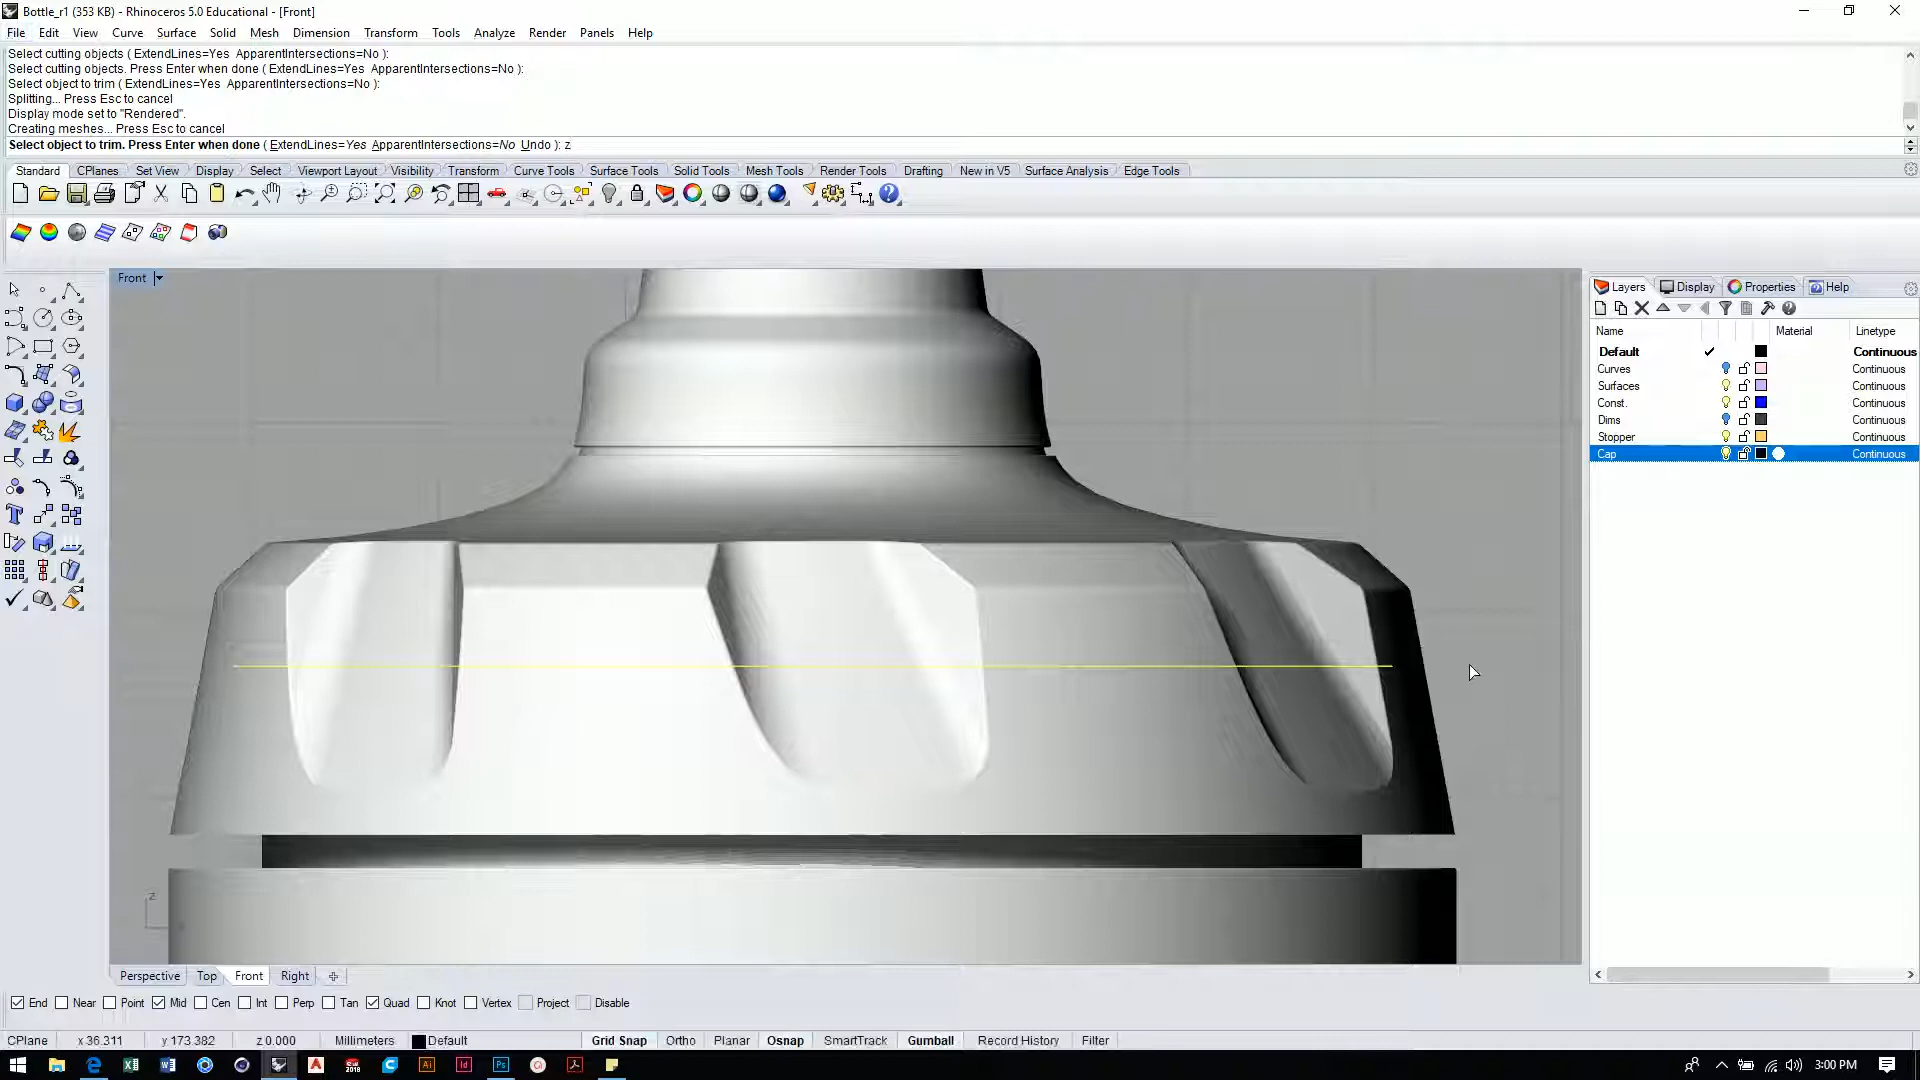 Bottle_r1 (353 KB) - Rhinoceros 5.0 Educational - [Front]
File Edit View Curve Surface Solid Mesh Dimension Transform Tools Analyze Render Panels Help
Select cutting objects ( ExtendLines=Yes ApparentIntersections=No ):
Select cutting objects. Press Enter when done ( ExtendLines=Yes ApparentIntersections=No ):
Select object to trim ( ExtendLines=Yes ApparentIntersections=No ):
Splitting... Press Esc to cancel
Display mode set to "Rendered".
Creating meshes... Press Esc to cancel
Select object to trim. Press Enter when done ( ExtendLines=Yes ApparentIntersections=No Undo ): z
Standard CPlanes Set View Display Select Viewport Layout Visibility Transform Curve Tools Surface Tools Solid Tools Mesh Tools Render Tools Drafting New in V5 Surface Analysis Edge Tools
Front
Layers Display Properties Help
Name Material Linetype
Default Continuous
Curves Continuous
Surfaces Continuous
Const. Continuous
Dims Continuous
Stopper Continuous
Cap Continuous
z
Perspective Top Front Right
End Near Point Mid Cen Int Perp Tan Quad Knot Vertex Project Disable
CPlane x 36.311 y 173.382 z 0.000 Millimeters Default Grid Snap Ortho Planar Osnap SmartTrack Gumball Record History Filter
3:00 PM